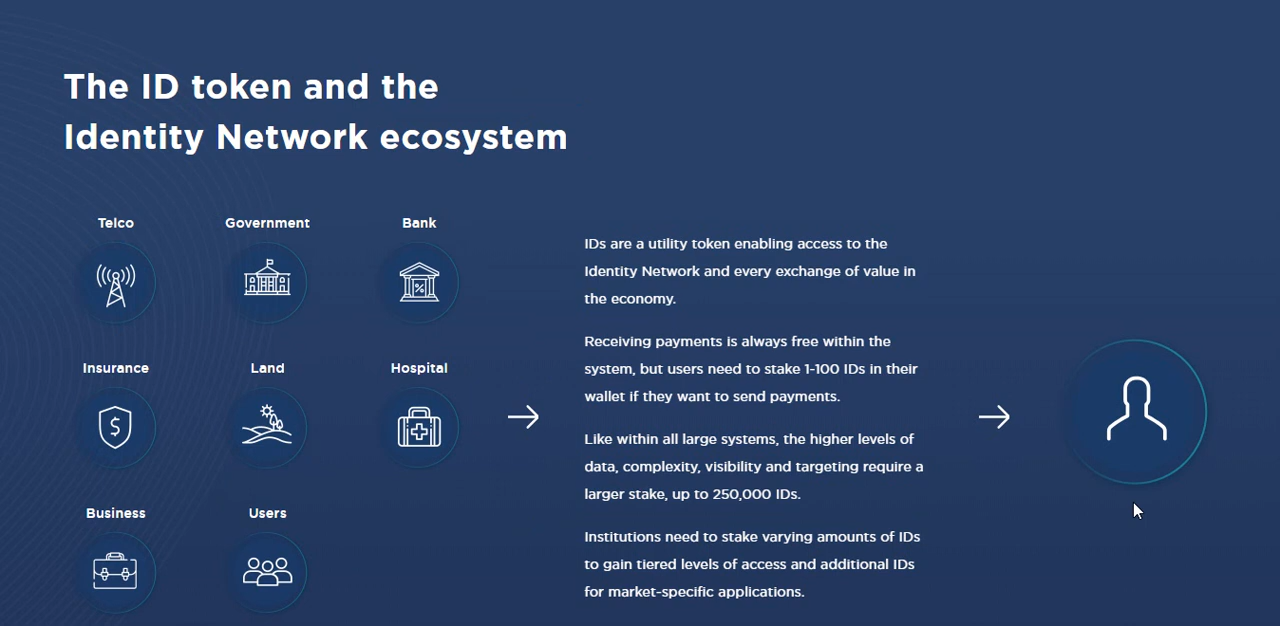 The ID token and the
Identity Network ecosystem
Telco
Government
Bank
Insurance
Land
Hospital
Business
Users
IDs are a utility token enabling access to the
Identity Network and every exchange of value in
the economy.
Receiving payments is always free within the
system, but users need to stake 1-100 IDs in their
wallet if they want to send payments.
Like within all large systems, the higher levels of
data, complexity, visibility and targeting require a
larger stake, up to 250,000 IDs.
Institutions need to stake varying amounts of IDs
to gain tiered levels of access and additional IDs
for market-specific applications.